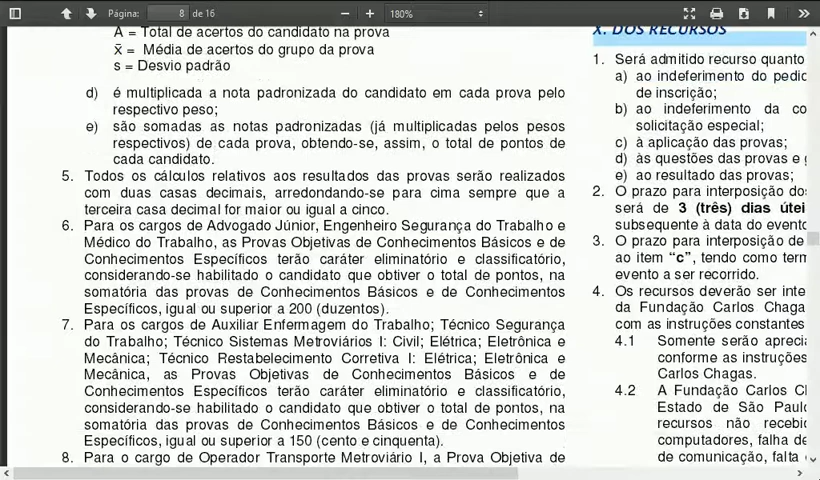 Página: 8 de 16 180%
A = Total de acertos do candidato na prova
x̄ = Média de acertos do grupo da prova
s = Desvio padrão
d) é multiplicada a nota padronizada do candidato em cada prova pelo
respectivo peso;
e) são somadas as notas padronizadas (já multiplicadas pelos pesos
respectivos) de cada prova, obtendo-se, assim, o total de pontos de
cada candidato.
5. Todos os cálculos relativos aos resultados das provas serão realizados
com duas casas decimais, arredondando-se para cima sempre que a
terceira casa decimal for maior ou igual a cinco.
6. Para os cargos de Advogado Júnior, Engenheiro Segurança do Trabalho e
Médico do Trabalho, as Provas Objetivas de Conhecimentos Básicos e de
Conhecimentos Específicos terão caráter eliminatório e classificatório,
considerando-se habilitado o candidato que obtiver o total de pontos, na
somatória das provas de Conhecimentos Básicos e de Conhecimentos
Específicos, igual ou superior a 200 (duzentos).
7. Para os cargos de Auxiliar Enfermagem do Trabalho; Técnico Segurança
do Trabalho; Técnico Sistemas Metroviários I: Civil; Elétrica; Eletrônica e
Mecânica; Técnico Restabelecimento Corretiva I: Elétrica; Eletrônica e
Mecânica, as Provas Objetivas de Conhecimentos Básicos e de
Conhecimentos Específicos terão caráter eliminatório e classificatório,
considerando-se habilitado o candidato que obtiver o total de pontos, na
somatória das provas de Conhecimentos Básicos e de Conhecimentos
Específicos, igual ou superior a 150 (cento e cinquenta).
8. Para o cargo de Operador Transporte Metroviário I, a Prova Objetiva de
X. DOS RECURSOS
1. Será admitido recurso quanto
a) ao indeferimento do pedic
de inscrição;
b) ao indeferimento da co
solicitação especial;
c) à aplicação das provas;
d) às questões das provas e
e) ao resultado das provas;
2. O prazo para interposição do
será de 3 (três) dias útei
subsequente à data do evento
3. O prazo para interposição de
ao item “c”, tendo como term
evento a ser recorrido.
4. Os recursos deverão ser inte
da Fundação Carlos Chaga
com as instruções constantes
4.1 Somente serão aprecia
conforme as instruções
Carlos Chagas.
4.2 A Fundação Carlos Cl
Estado de São Paulo
recursos não recebic
computadores, falha de
de comunicação, falta